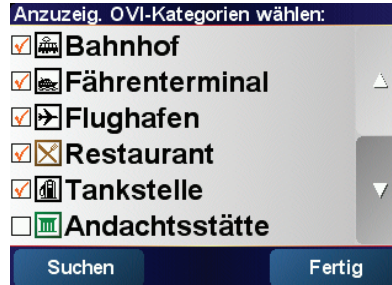 Anzuzeig. OVI-Kategorien wählen:
Bahnhof
Fährenterminal
Flughafen
Restaurant
Tankstelle
Andachtsstätte
Suchen Fertig